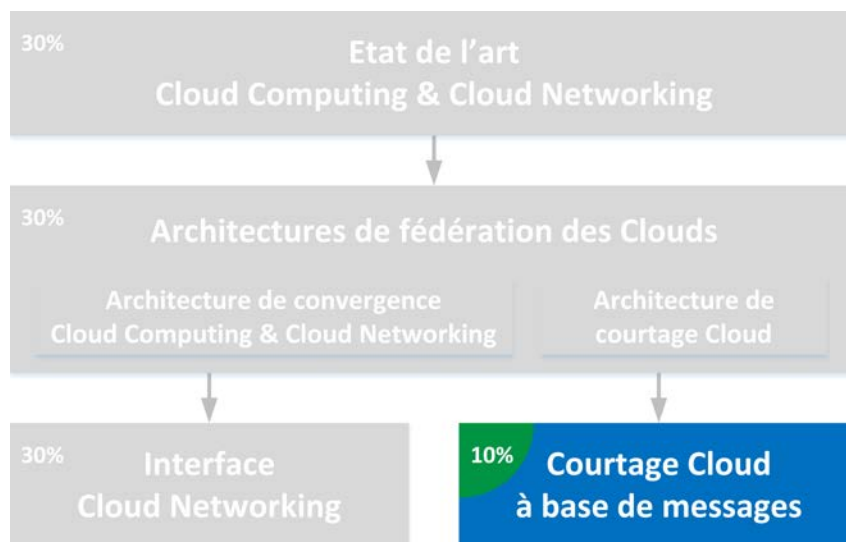 30%
Etat de l'art
Cloud Computing & Cloud Networking
30%
Architectures de fédération des Clouds
Architecture de convergence
Cloud Computing & Cloud Networking
Architecture de
courtage Cloud
30%
Interface
Cloud Networking
10%
Courtage Cloud
à base de messages